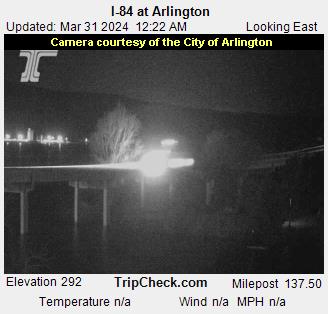 I-84 at Arlington
Updated: Mar 31 2024 12:22 AM Looking East
Camera courtesy of the City of Arlington
Elevation 292 TripCheck.com Milepost 137.50
Temperature n/a Wind n/a MPH n/a